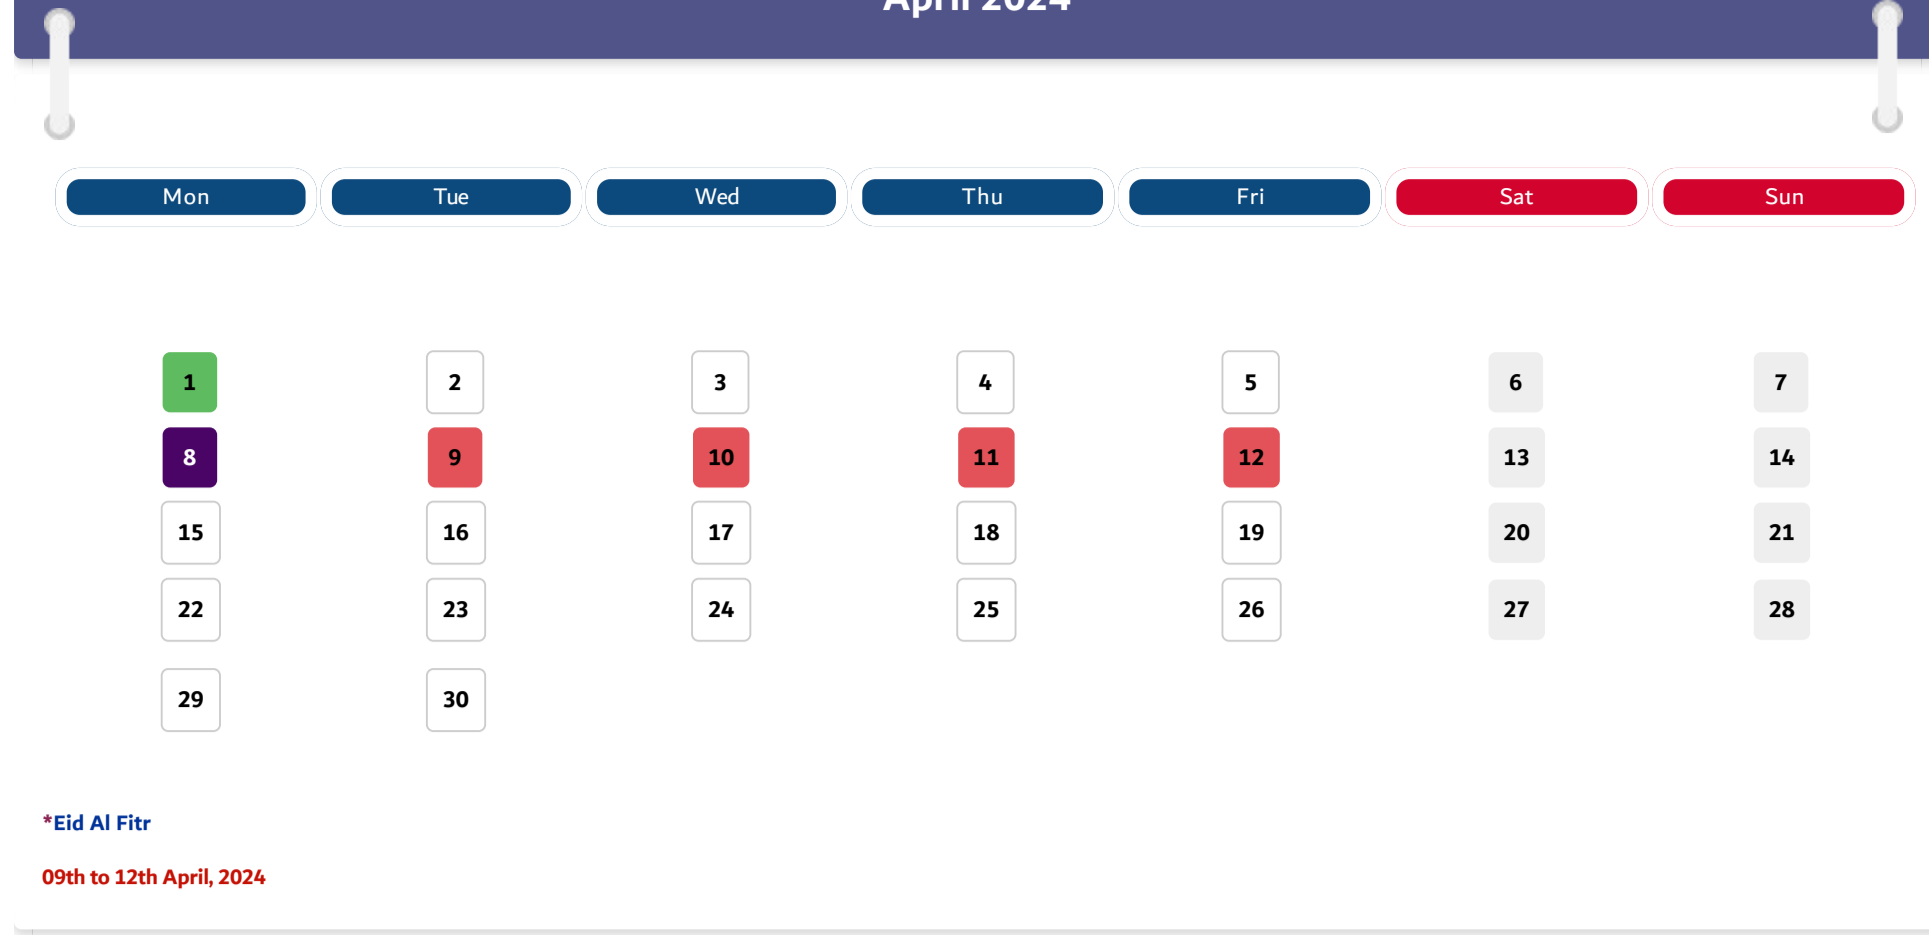 April 2024
Mon Tue Wed Thu Fri Sat Sun
1 2 3 4 5 6 7
8 9 10 11 12 13 14
15 16 17 18 19 20 21
22 23 24 25 26 27 28
29 30
*Eid Al Fitr
09th to 12th April, 2024